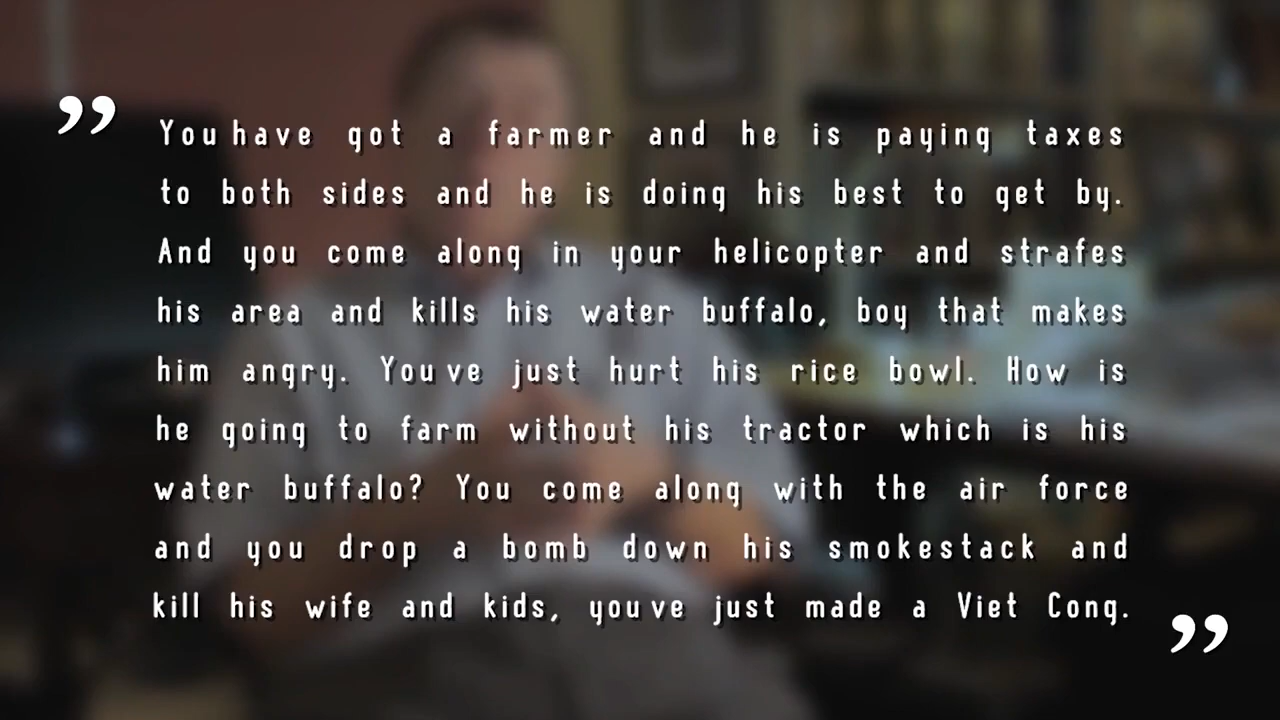 ” You have got a farmer and he is paying taxes
to both sides and he is doing his best to get by.
And you come along in your helicopter and strafes
his area and kills his water buffalo, boy that makes
him angry. You ve just hurt his rice bowl. How is
he going to farm without his tractor which is his
water buffalo? You come along with the air force
and you drop a bomb down his smokestack and
kill his wife and kids, you ve just made a Viet Cong. ”